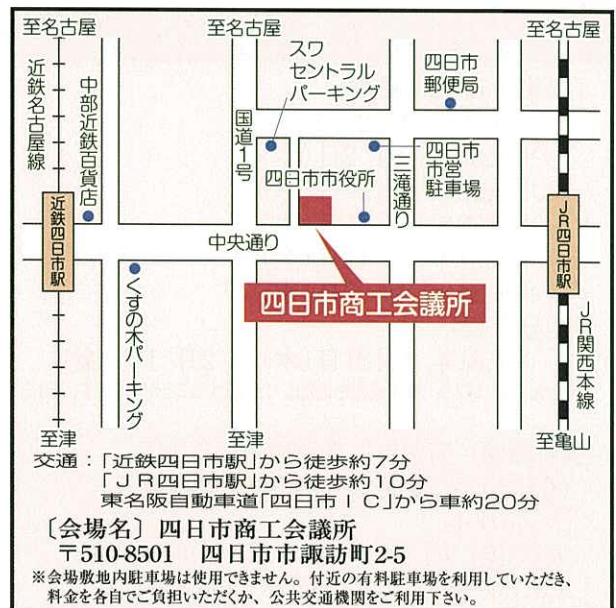 至名古屋
至名古屋
至名古屋
近鉄名古屋線
中部近鉄百貨店
国道1号
スワ
セントラル
パーキング
四日市
郵便局
四日市
市営
駐車場
三滝通り
四日市市役所
近鉄四日市駅
中央通り
JR四日市駅
くすの木パーキング
四日市商工会議所
JR関西本線
至津
至津
至亀山
交通:「近鉄四日市駅」から徒歩約7分
「JR四日市駅」から徒歩約10分
東名阪自動車道「四日市IC」から車約20分
〔会場名〕四日市商工会議所
〒510-8501 四日市市諏訪町2-5
※会場敷地内駐車場は使用できません。付近の有料駐車場を利用していただき、
料金を各自でご負担いただくか、公共交通機関をご利用下さい。